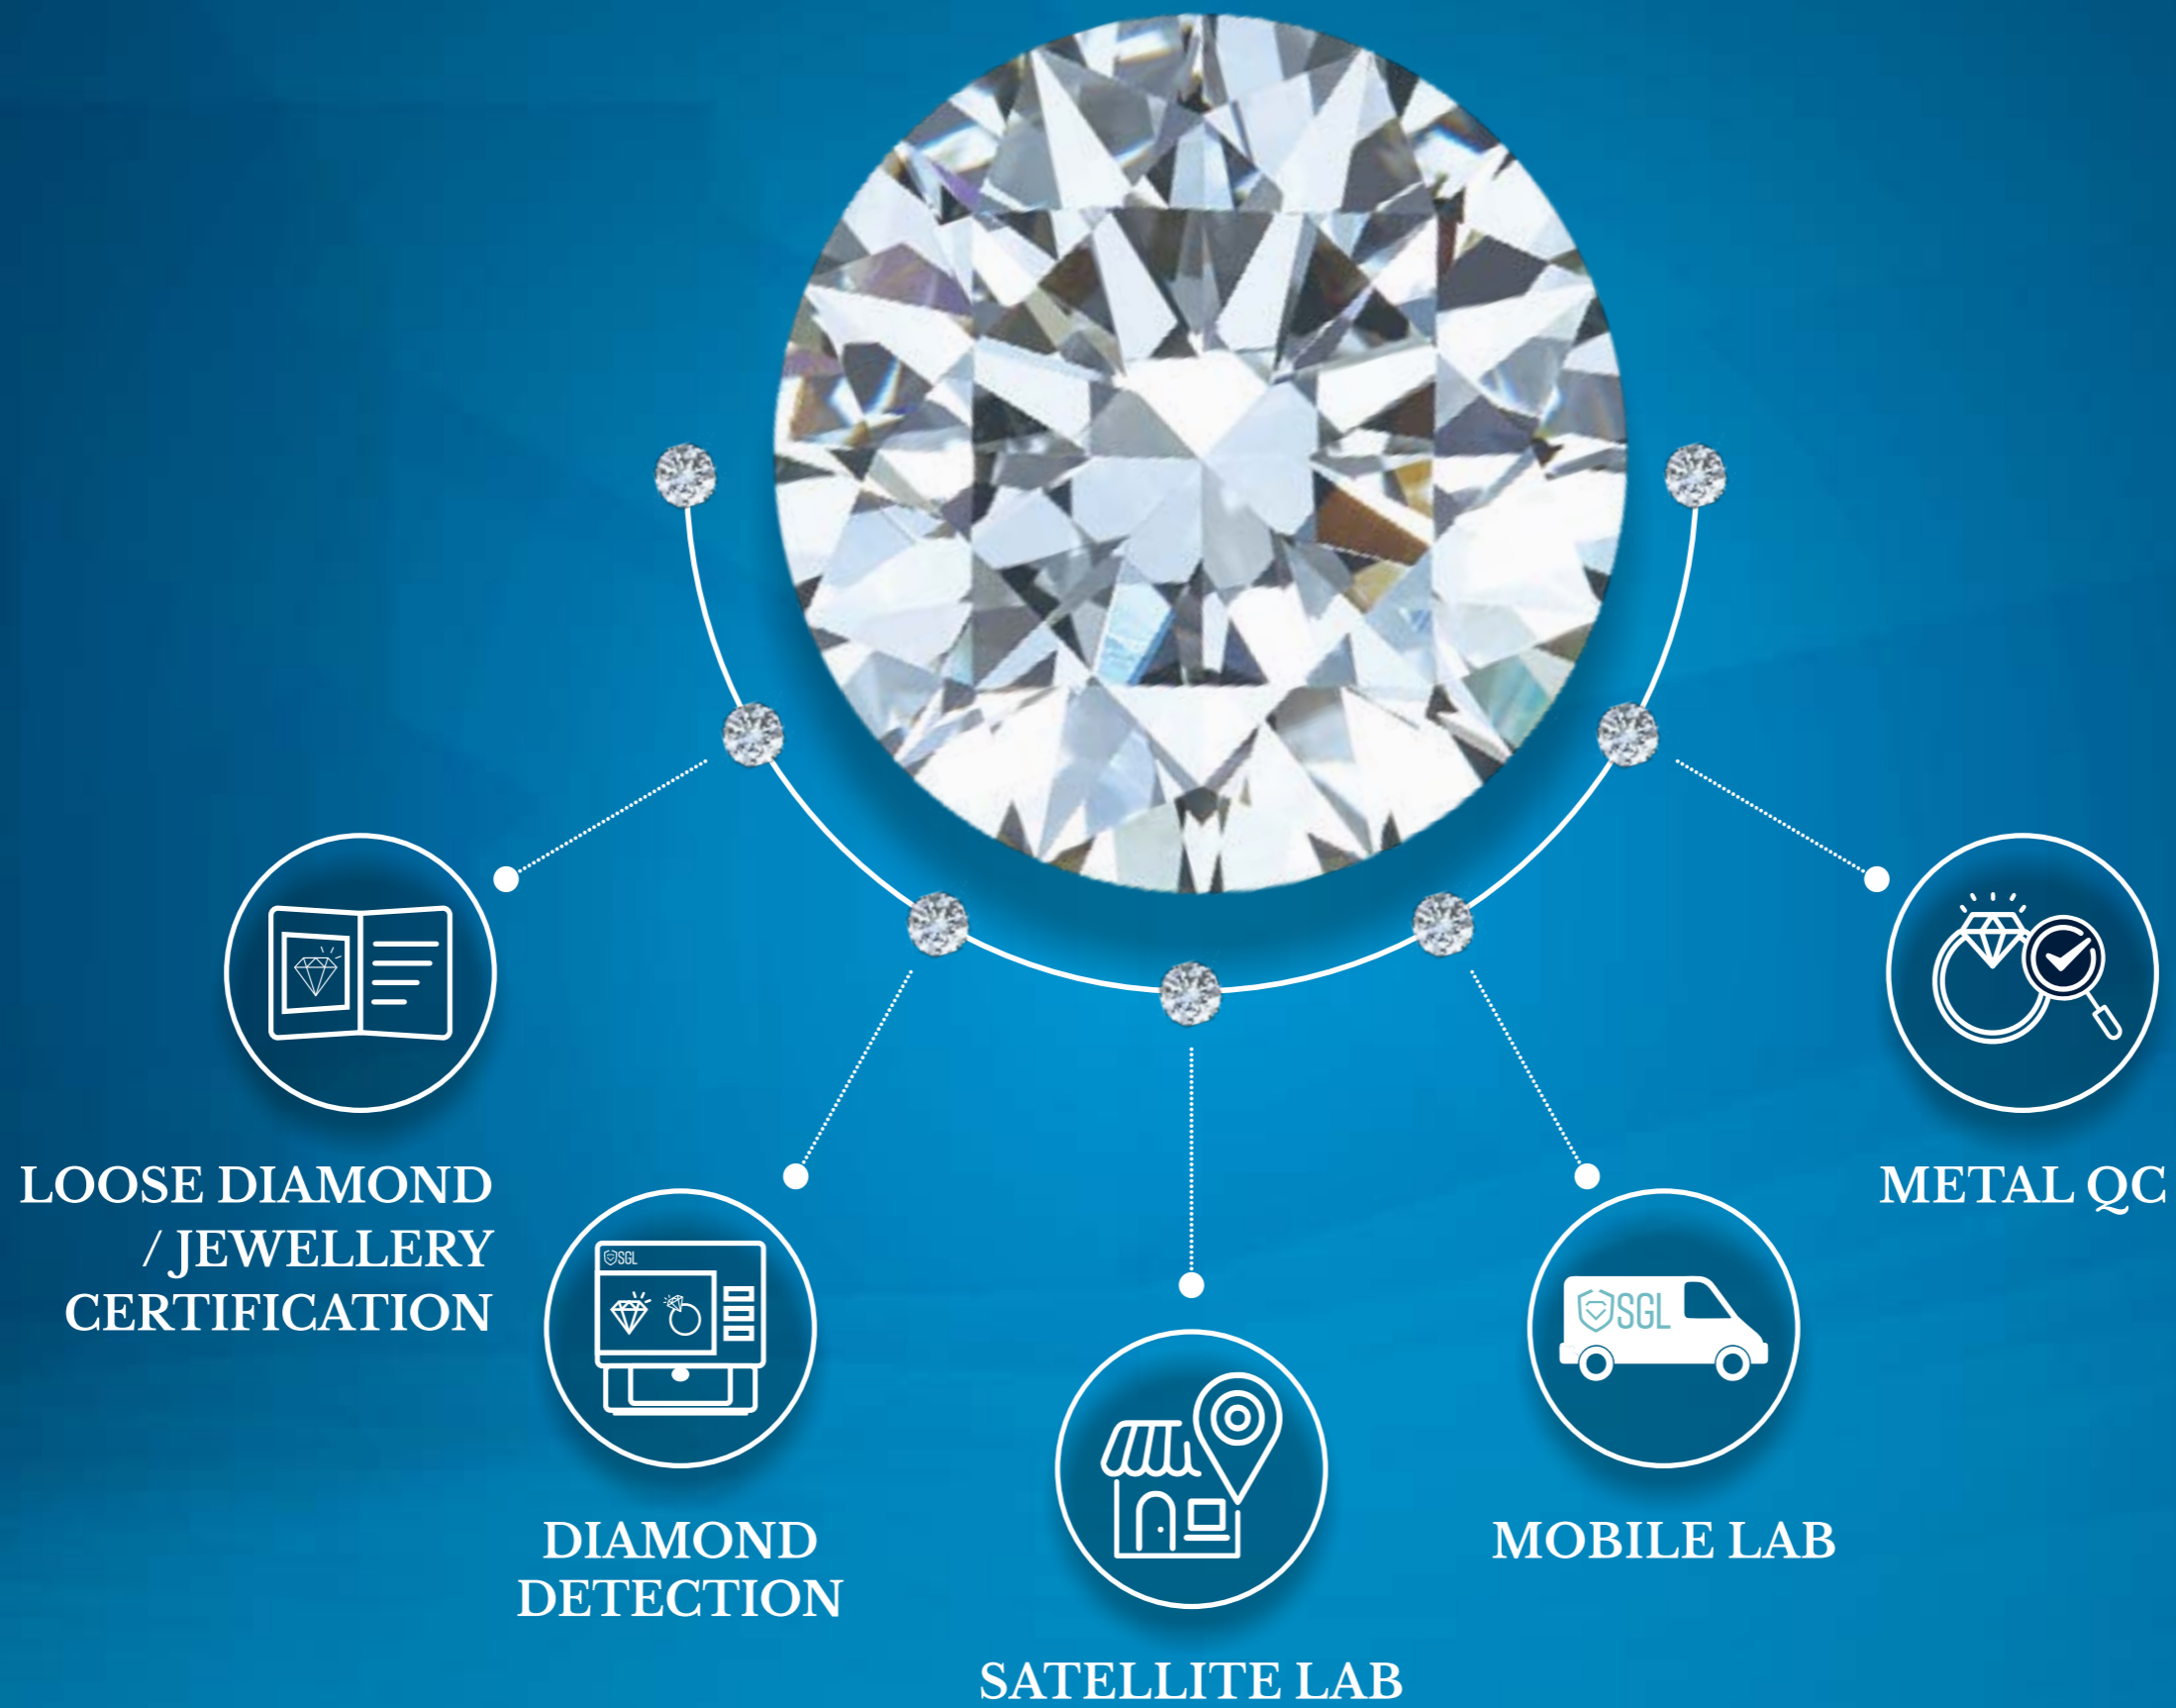 LOOSE DIAMOND
/ JEWELLERY
CERTIFICATION
SGL
DIAMOND
DETECTION
SATELLITE LAB
SGL
MOBILE LAB
METAL QC